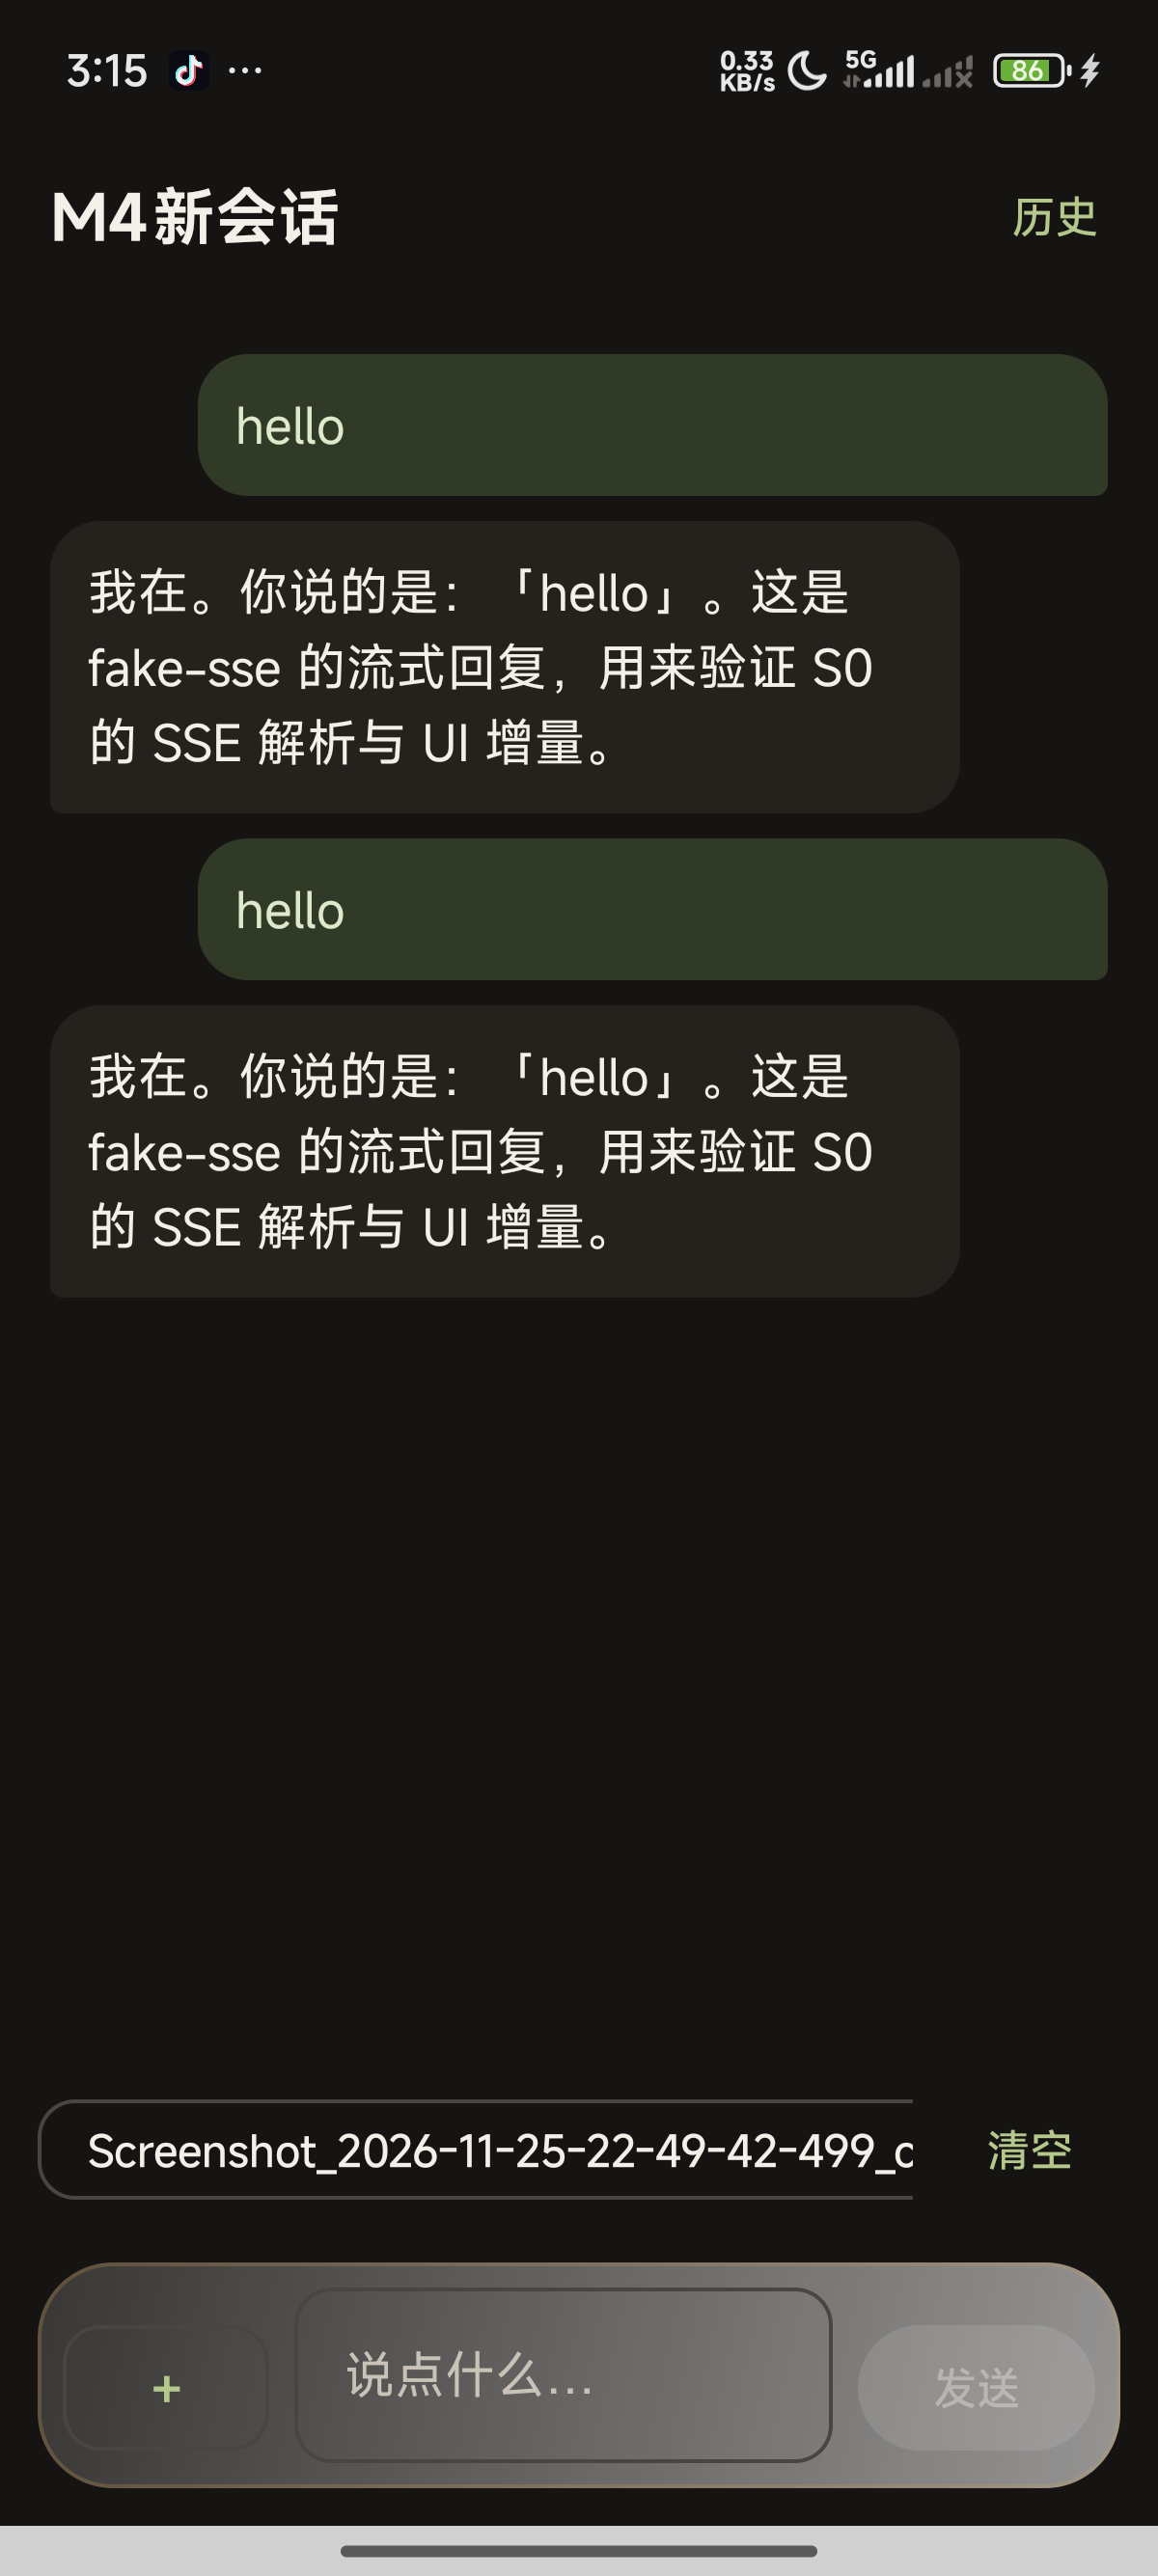 3:15 ... 0.33 KB/s 5G 86
M4新会话 历史
hello
我在。你说的是：「hello」。这是
fake-sse 的流式回复，用来验证 S0
的 SSE 解析与 UI 增量。
hello
我在。你说的是：「hello」。这是
fake-sse 的流式回复，用来验证 S0
的 SSE 解析与 UI 增量。
Screenshot_2026-11-25-22-49-42-499_c 清空
+ 说点什么... 发送